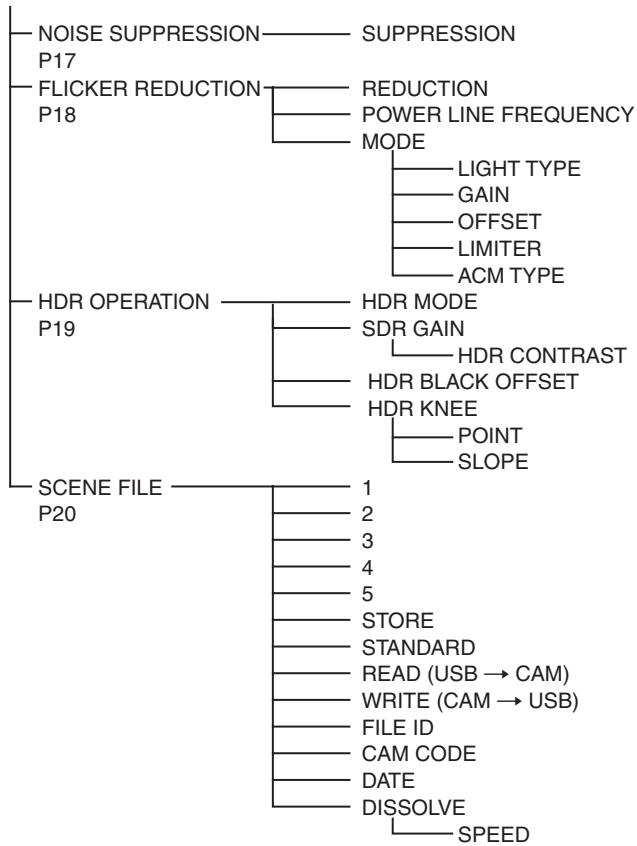 NOISE SUPPRESSION SUPPRESSION
P17
FLICKER REDUCTION REDUCTION
P18 POWER LINE FREQUENCY
MODE
LIGHT TYPE
GAIN
OFFSET
LIMITER
ACM TYPE
HDR OPERATION HDR MODE
P19 SDR GAIN
HDR CONTRAST
HDR BLACK OFFSET
HDR KNEE
POINT
SLOPE
SCENE FILE 1
P20 2
3
4
5
STORE
STANDARD
READ (USB → CAM)
WRITE (CAM → USB)
FILE ID
CAM CODE
DATE
DISSOLVE
SPEED